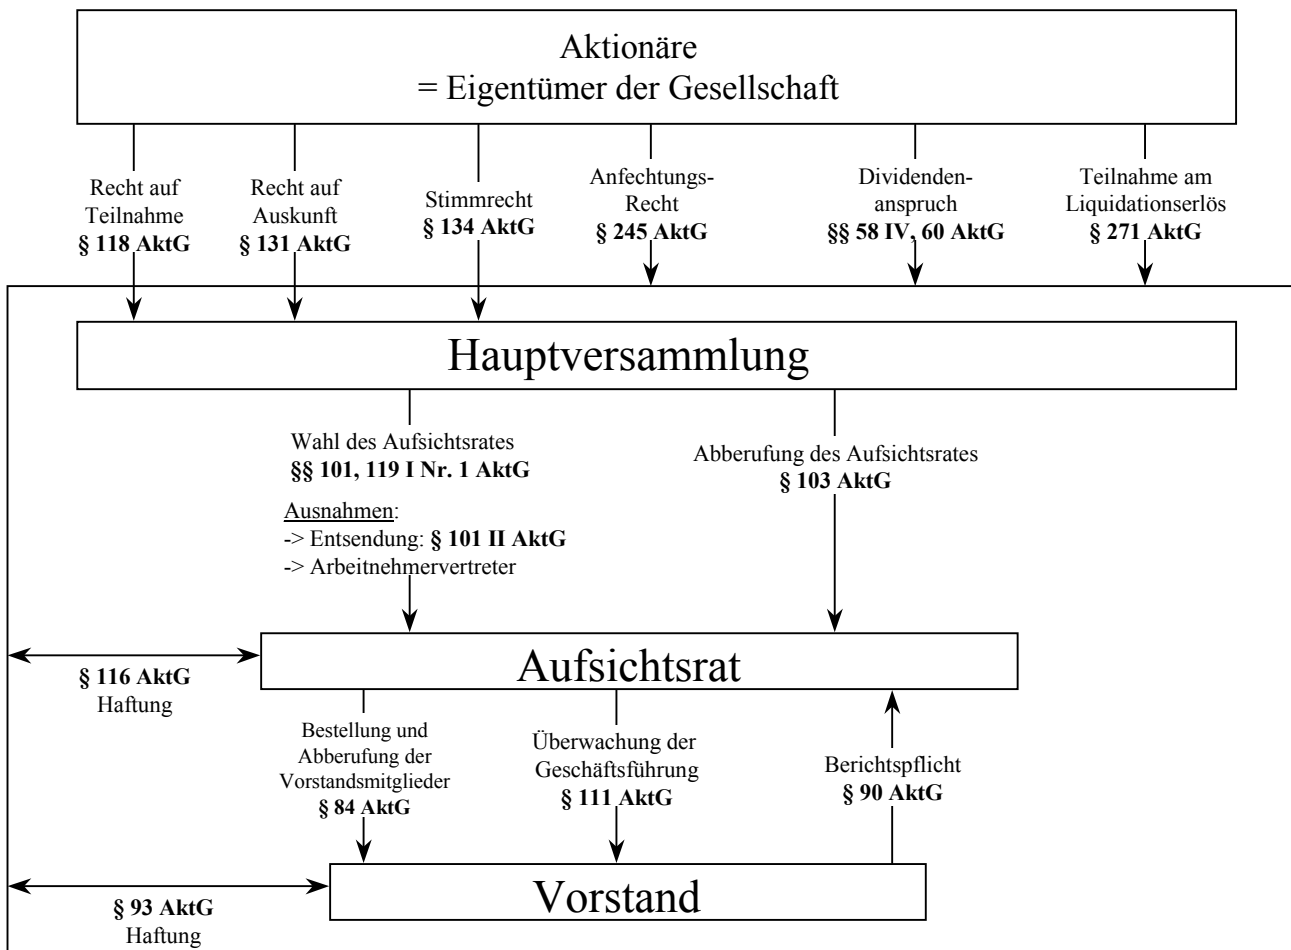 Aktionäre
= Eigentümer der Gesellschaft
Recht auf
Teilnahme
§ 118 AktG
Recht auf
Auskunft
§ 131 AktG
Stimmrecht
§ 134 AktG
Anfechtungs-
Recht
§ 245 AktG
Dividenden-
anspruch
§§ 58 IV, 60 AktG
Teilnahme am
Liquidationserlös
§ 271 AktG
Hauptversammlung
Wahl des Aufsichtsrates
§§ 101, 119 I Nr. 1 AktG
Ausnahmen:
-> Entsendung: § 101 II AktG
-> Arbeitnehmervertreter
Abberufung des Aufsichtsrates
§ 103 AktG
Aufsichtsrat
§ 116 AktG
Haftung
Bestellung und
Abberufung der
Vorstandsmitglieder
§ 84 AktG
Überwachung der
Geschäftsführung
§ 111 AktG
Berichtspflicht
§ 90 AktG
Vorstand
§ 93 AktG
Haftung